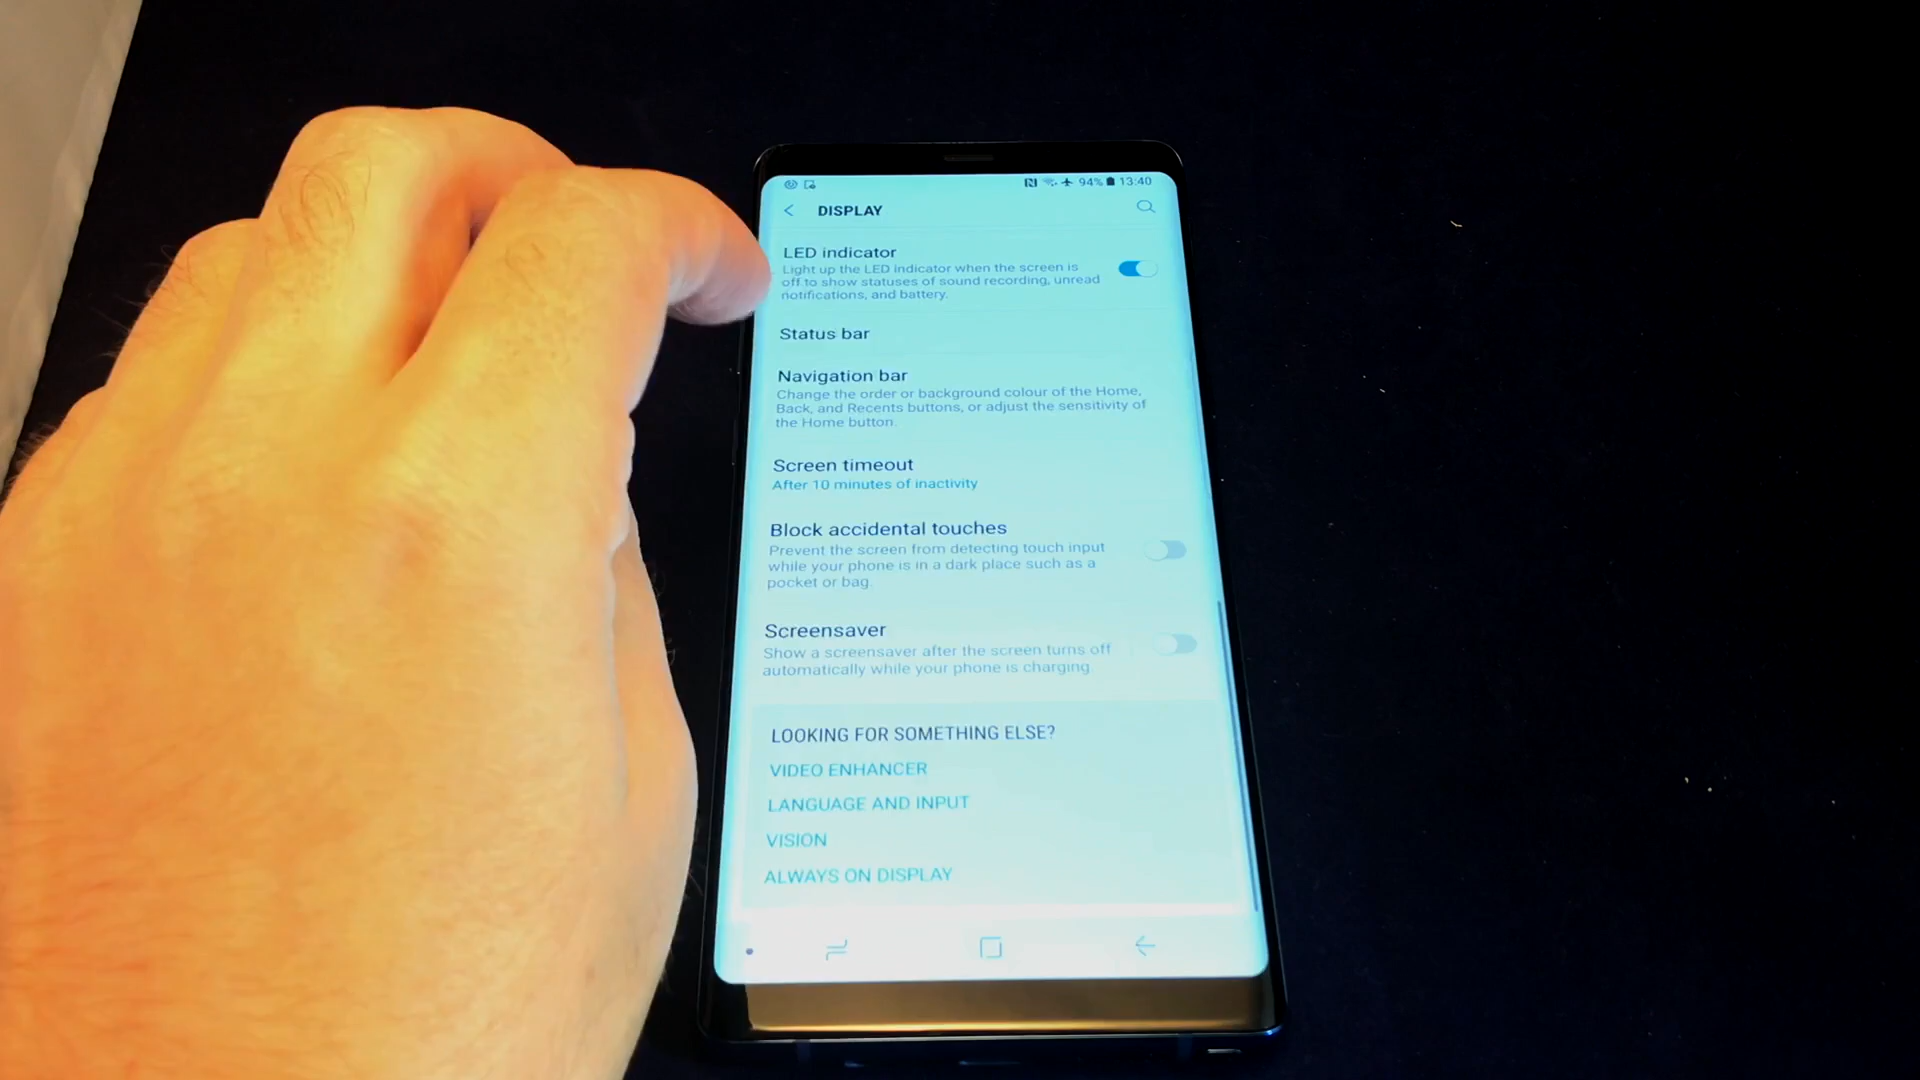 94% 13:40
DISPLAY
LED indicator
Light up the LED indicator when the screen is
off to show statuses of sound recording, unread
notifications, and battery.
Status bar
Navigation bar
Change the order or background colour of the Home,
Back, and Recents buttons, or adjust the sensitivity of
the Home button.
Screen timeout
After 10 minutes of inactivity
Block accidental touches
Prevent the screen from detecting touch input
while your phone is in a dark place such as a
pocket or bag.
Screensaver
Show a screensaver after the screen turns off
automatically while your phone is charging.
LOOKING FOR SOMETHING ELSE?
VIDEO ENHANCER
LANGUAGE AND INPUT
VISION
ALWAYS ON DISPLAY